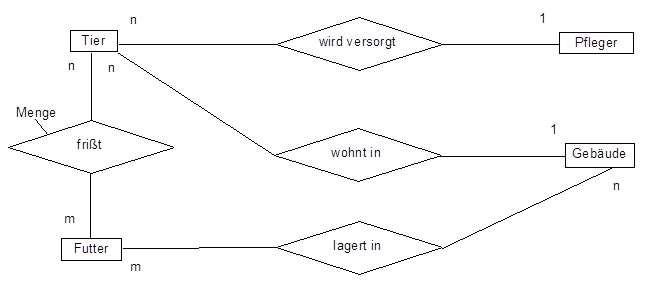 n
1
Tier
wird versorgt
Pfleger
n
n
Menge
frißt
1
wohnt in
Gebäude
n
m
Futter
lagert in
m